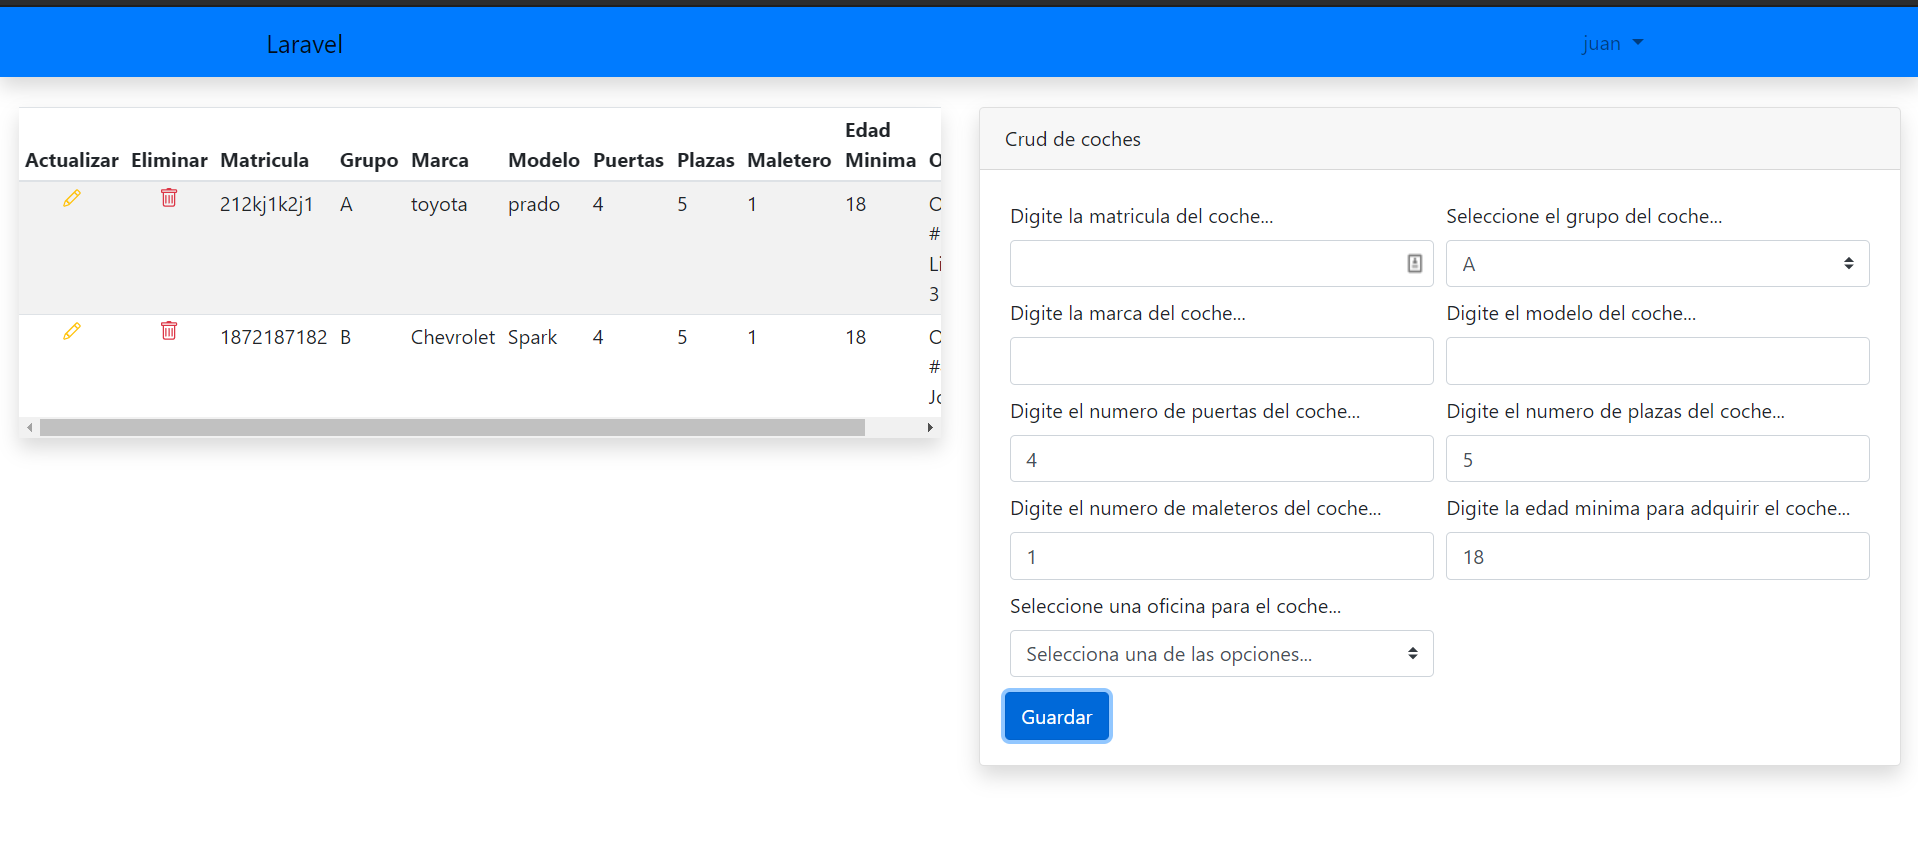 Laravel
juan
Actualizar Eliminar Matricula Grupo Marca Modelo Puertas Plazas Maletero Edad Minima
212kj1k2j1 A toyota prado 4 5 1 18
#
3
1872187182 B Chevrolet Spark 4 5 1 18
#
Crud de coches
Digite la matricula del coche... Seleccione el grupo del coche...
A
Digite la marca del coche... Digite el modelo del coche...
Digite el numero de puertas del coche... Digite el numero de plazas del coche...
4 5
Digite el numero de maleteros del coche... Digite la edad minima para adquirir el coche...
1 18
Seleccione una oficina para el coche...
Selecciona una de las opciones...
Guardar